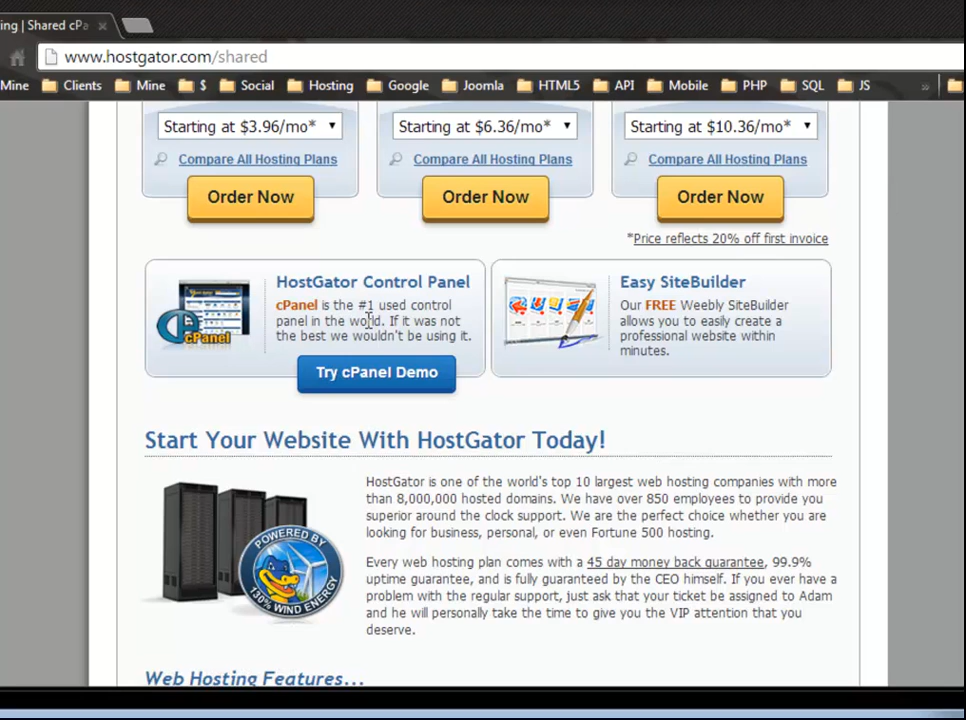 ing | Shared cPa
www.hostgator.com/shared
Mine Clients Mine $ Social Hosting Google Joomla HTML5 API Mobile PHP SQL JS »
Starting at $3.96/mo* Starting at $6.36/mo* Starting at $10.36/mo*
Compare All Hosting Plans Compare All Hosting Plans Compare All Hosting Plans
Order Now Order Now Order Now
*Price reflects 20% off first invoice
HostGator Control Panel
cPanel is the #1 used control
panel in the world. If it was not
the best we wouldn't be using it.
cPanel
Try cPanel Demo
Easy SiteBuilder
Our FREE Weebly SiteBuilder
allows you to easily create a
professional website within
minutes.
Start Your Website With HostGator Today!
HostGator is one of the world's top 10 largest web hosting companies with more
than 8,000,000 hosted domains. We have over 850 employees to provide you
superior around the clock support. We are the perfect choice whether you are
looking for business, personal, or even Fortune 500 hosting.
POWERED BY
130% WIND ENERGY
Every web hosting plan comes with a 45 day money back guarantee, 99.9%
uptime guarantee, and is fully guaranteed by the CEO himself. If you ever have a
problem with the regular support, just ask that your ticket be assigned to Adam
and he will personally take the time to give you the VIP attention that you
deserve.
Web Hosting Features...